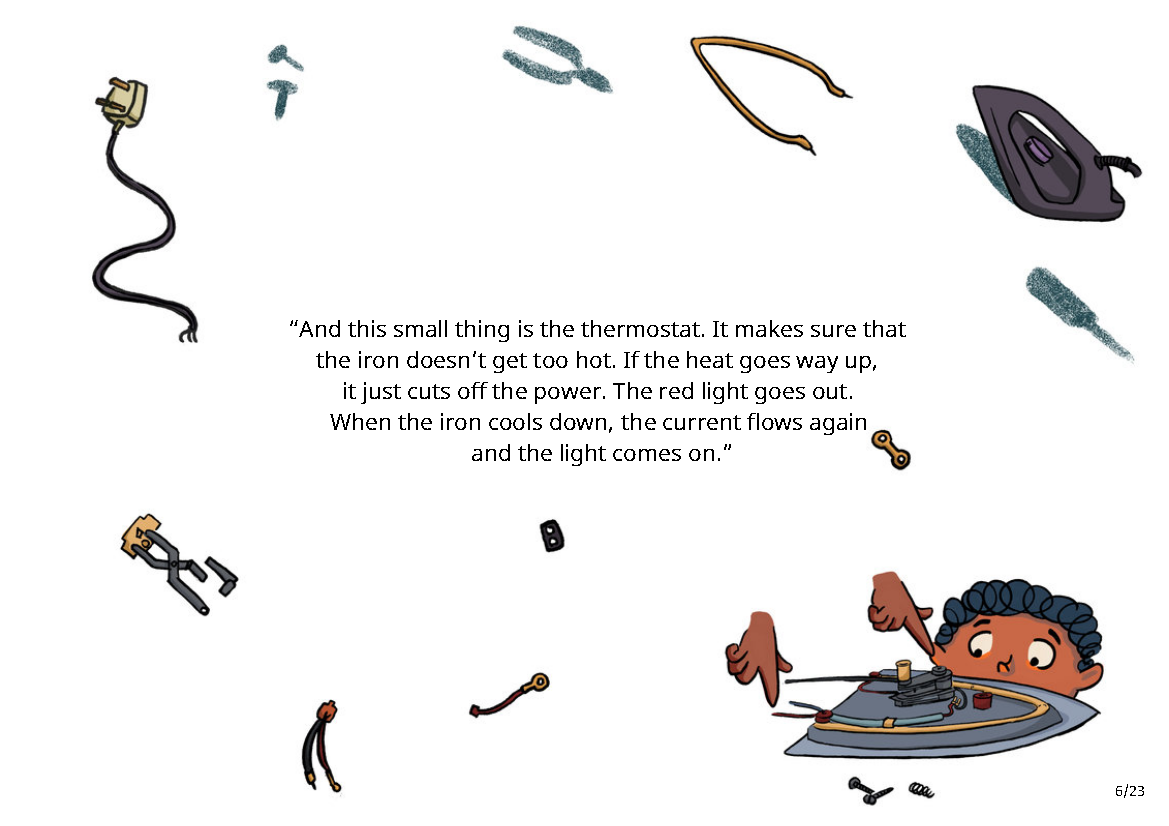 “And this small thing is the thermostat. It makes sure that
the iron doesn’t get too hot. If the heat goes way up,
it just cuts off the power. The red light goes out.
When the iron cools down, the current flows again
and the light comes on.”
6/23